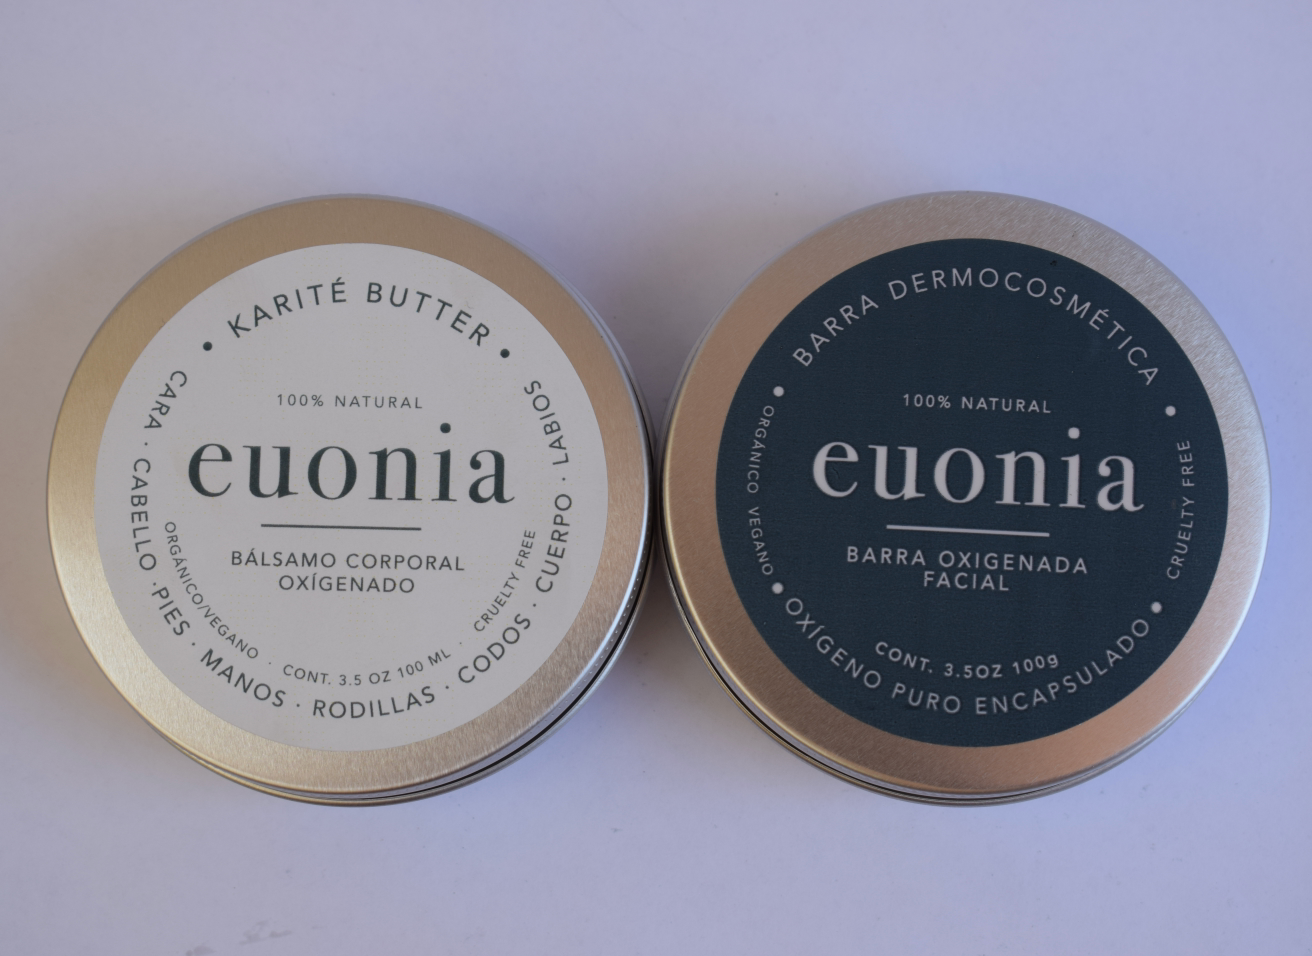 KARITÉ BUTTER
100% NATURAL
euonia
BÁLSAMO CORPORAL
OXÍGENADO
ORGÁNICO/VEGANO · CONT. 3.5 OZ 100 ML · CRUELTY FREE
CARA · CABELLO · PIES · MANOS · RODILLAS · CODOS · CUERPO · LABIOS
BARRA DERMOCOSMÉTICA
100% NATURAL
euonia
BARRA OXIGENADA
FACIAL
ORGÁNICO VEGANO
CRUELTY FREE
CONT. 3.5OZ 100g
OXÍGENO PURO ENCAPSULADO